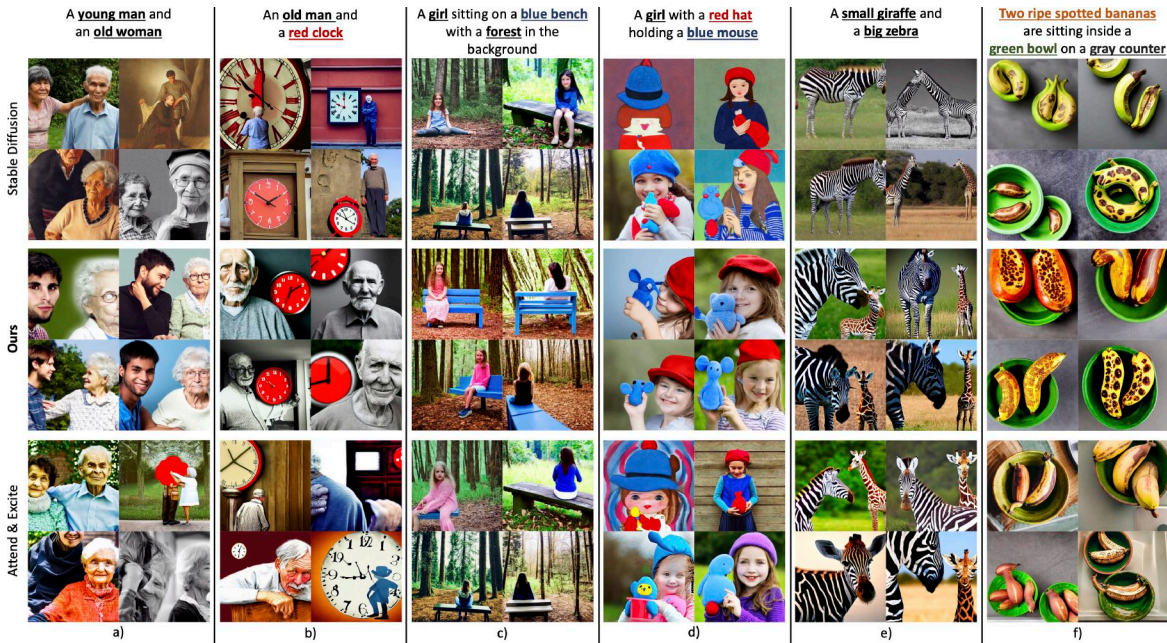 A young man and
an old woman
An old man and
a red clock
A girl sitting on a blue bench
with a forest in the
background
A girl with a red hat
holding a blue mouse
A small giraffe and
a big zebra
Two ripe spotted bananas
are sitting inside a
green bowl on a gray counter
Stable Diffusion
Ours
Attend & Excite
a)
b)
c)
d)
e)
f)